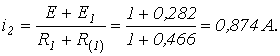 i₂ = (E + E₁) / (R₁ + R₍₁₎) = (1 + 0,282) / (1 + 0,466) = 0,874 A.